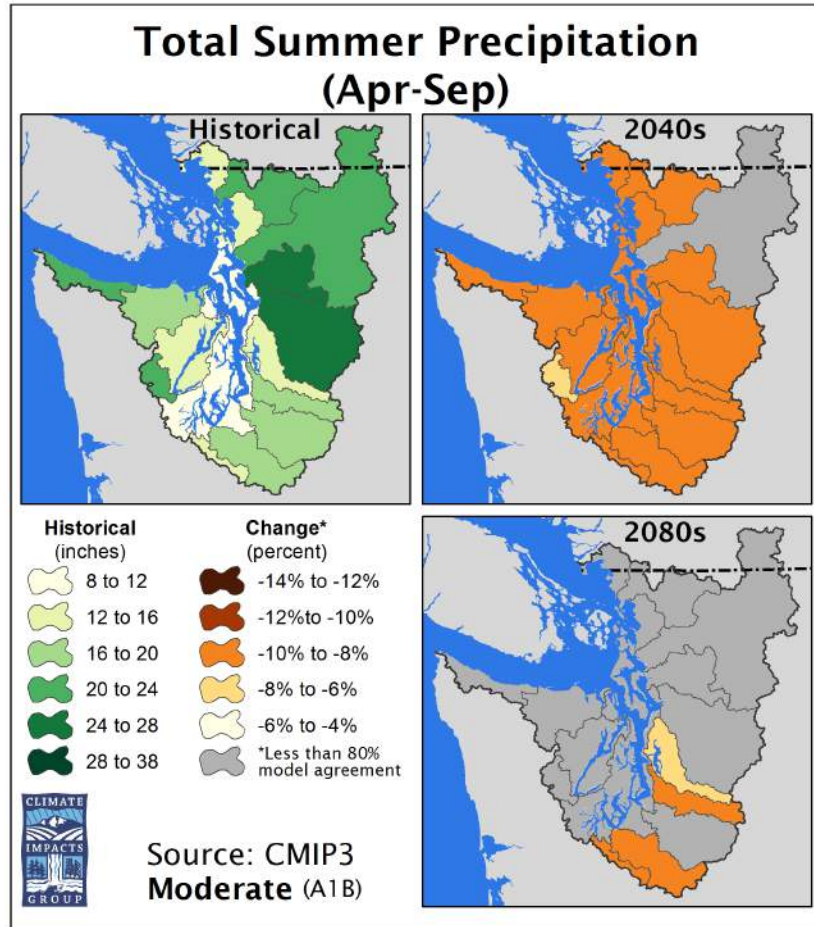 Total Summer Precipitation
(Apr-Sep)
Historical
2040s
Historical
(inches)
8 to 12
12 to 16
16 to 20
20 to 24
24 to 28
28 to 38
Change*
(percent)
-14% to -12%
-12%to -10%
-10% to -8%
-8% to -6%
-6% to -4%
*Less than 80%
model agreement
2080s
CLIMATE
IMPACTS
GROUP
Source: CMIP3
Moderate (A1B)